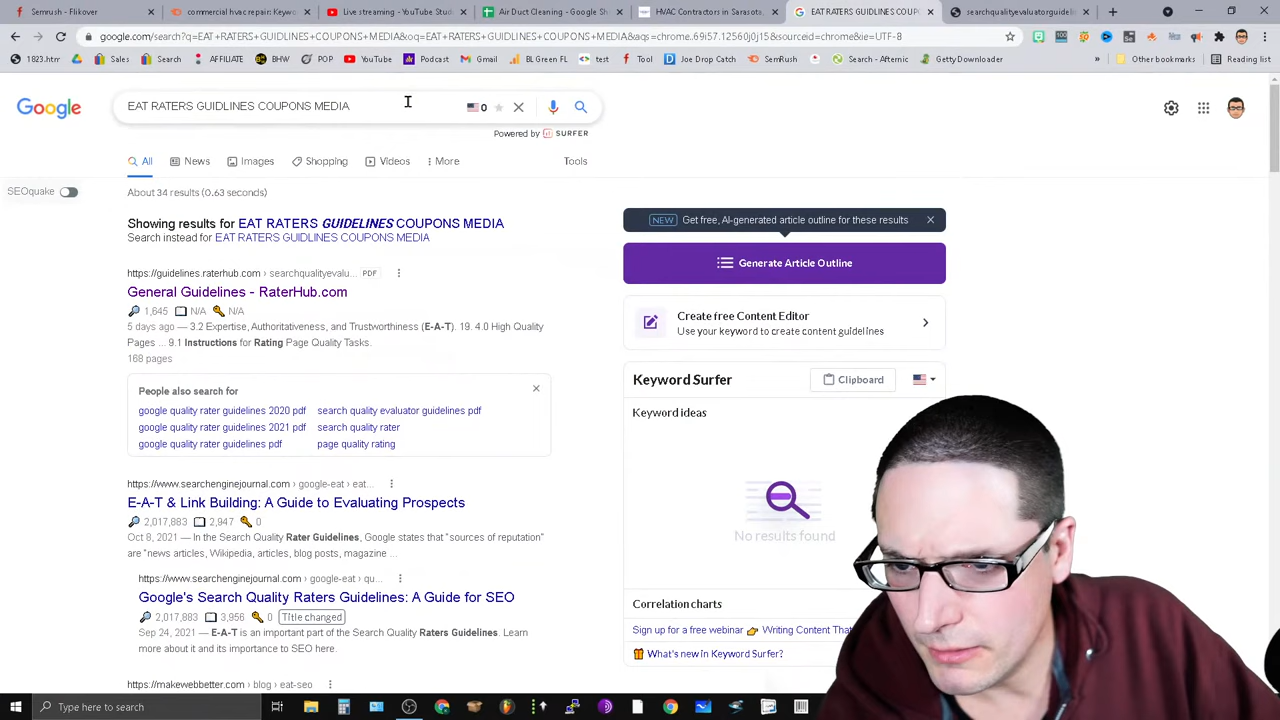 Semrush - Flikover
commercial hvac repair - Keywo
Live streaming - YouTube Studi
Air Duct Cleaning - Google She
HVAC Contractors in Sarasota,
EAT RATERS GUIDLINES COUPON
searchqualityevaluatorguidelin
google.com/search?q=EAT+RATERS+GUIDLINES+COUPONS+MEDIA&oq=EAT+RATERS+GUIDLINES+COUPONS+MEDIA&aqs=chrome..69i57.12560j0j15&sourceid=chrome&ie=UTF-8
1823.htm
Sales
Search
AFFILIATE
BHW
POP
YouTube
Podcast
Gmail
BL Green FL
test
Tool
Joe Drop Catch
SemRush
Search - Afternic
GettyDowser
»
Other bookmarks
Reading list
Google
EAT RATERS GUIDLINES COUPONS MEDIA
0
Powered by SURFER
All
News
Images
Shopping
Videos
More
Tools
SEOquake
About 34 results (0.63 seconds)
Showing results for EAT RATERS GUIDELINES COUPONS MEDIA
Search instead for EAT RATERS GUIDLINES COUPONS MEDIA
https://guidelines.raterhub.com › searchqualityevalu... PDF
General Guidelines - RaterHub.com
1,645 N/A N/A
5 days ago — 3.2 Expertise, Authoritativeness, and Trustworthiness (E-A-T). 19. 4.0 High Quality
Pages ... 9.1 Instructions for Rating Page Quality Tasks.
168 pages
People also search for
google quality rater guidelines 2020 pdf
search quality evaluator guidelines pdf
google quality rater guidelines 2021 pdf
search quality rater
google quality rater guidelines pdf
page quality rating
https://www.searchenginejournal.com › google-eat › eat...
E-A-T & Link Building: A Guide to Evaluating Prospects
2,017,883 2,947 0
Oct 8, 2021 — In the Search Quality Rater Guidelines, Google states that "sources of reputation"
are "news articles, Wikipedia, articles, blog posts, magazine ...
https://www.searchenginejournal.com › google-eat › qu...
Google's Search Quality Raters Guidelines: A Guide for SEO
2,017,883 3,956 0 Title changed
Sep 24, 2021 — E-A-T is an important part of the Search Quality Raters Guidelines. Learn
more about it and its importance to SEO here.
https://makewebbetter.com › blog › eat-seo
NEW Get free, AI-generated article outline for these results
Generate Article Outline
Create free Content Editor
Use your keyword to create content guidelines
Keyword Surfer
Clipboard
Keyword ideas
No results found
Correlation charts
Sign up for a free webinar 👉 Writing Content That
What's new in Keyword Surfer?
Type here to search